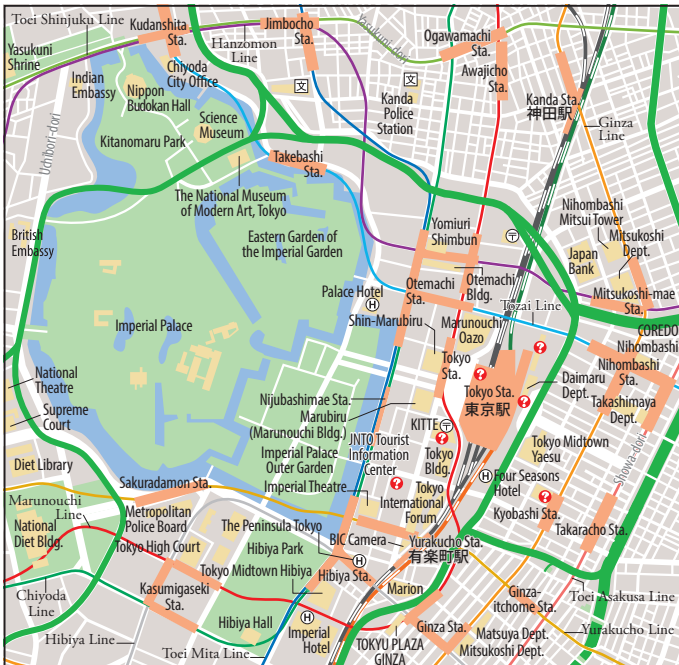 Toei Shinjuku Line
Kudanshita
Sta.
Jimbocho
Sta.
Yasukuni-dori
Ogawamachi
Sta.
Hanzomon
Line
Yasukuni
Shrine
Indian
Embassy
Chiyoda
City Office
Awajicho
Sta.
Nippon
Budokan Hall
文
文
Kanda
Police
Station
Kanda Sta.
神田駅
Ginza
Line
Uchibori-dori
Science
Museum
Kitanomaru Park
Takebashi
Sta.
The National Museum
of Modern Art, Tokyo
Nihombashi
Mitsui Tower
Mitsukoshi
Dept.
British
Embassy
Eastern Garden of
the Imperial Garden
Yomiuri
Shimbun
〒
Japan
Bank
Palace Hotel
H
Otemachi
Sta.
Otemachi
Bldg.
Mitsukoshi-mae
Sta.
Tozai Line
Imperial Palace
Shin-Marubiru
Marunouchi
Oazo
COREDO
Nihombashi
Tokyo
Sta.
?
?
Nihombashi
Sta.
National
Theatre
Nijubashimae Sta.
Tokyo Sta.
東京駅
Daimaru
Dept.
Takashimaya
Dept.
Supreme
Court
Marubiru
(Marunouchi Bldg.)
KITTE
〒
?
?
JNTO Tourist
Information
Center
Tokyo
Bldg.
Tokyo Midtown
Yaesu
Showa-dori
Diet Library
Imperial Palace
Outer Garden
H
Four Seasons
Hotel
Sakuradamon Sta.
Imperial Theatre
?
Tokyo
International
Forum
?
Kyobashi Sta.
Marunouchi
Line
Metropolitan
Police Board
The Peninsula Tokyo
Takaracho Sta.
National
Diet Bldg.
Tokyo High Court
Hibiya Park
BIC Camera
Yurakucho Sta.
有楽町駅
H
Tokyo Midtown Hibiya
Hibiya Sta.
Chiyoda
Line
Kasumigaseki
Sta.
Marion
Ginza-
itchome Sta.
Toei Asakusa Line
Hibiya Hall
H
Imperial
Hotel
Ginza Sta.
Yurakucho Line
Hibiya Line
Toei Mita Line
TOKYU PLAZA
GINZA
Matsuya Dept.
Mitsukoshi Dept.